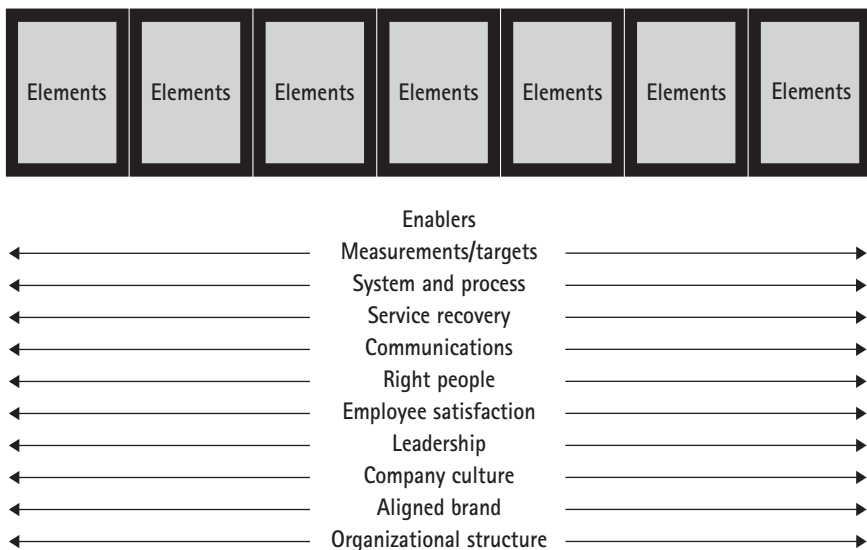 Elements Elements Elements Elements Elements Elements Elements
Enablers
Measurements/targets
System and process
Service recovery
Communications
Right people
Employee satisfaction
Leadership
Company culture
Aligned brand
Organizational structure